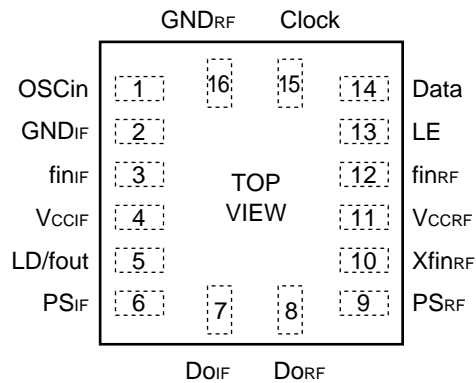 GNDRF Clock
16 15
OSCin 1 14 Data
GNDIF 2 13 LE
finIF 3 12 finRF
TOP
VIEW
VCCIF 4 11 VCCRF
LD/fout 5 10 XfinRF
PSIF 6 9 PSRF
7 8
DoIF DoRF